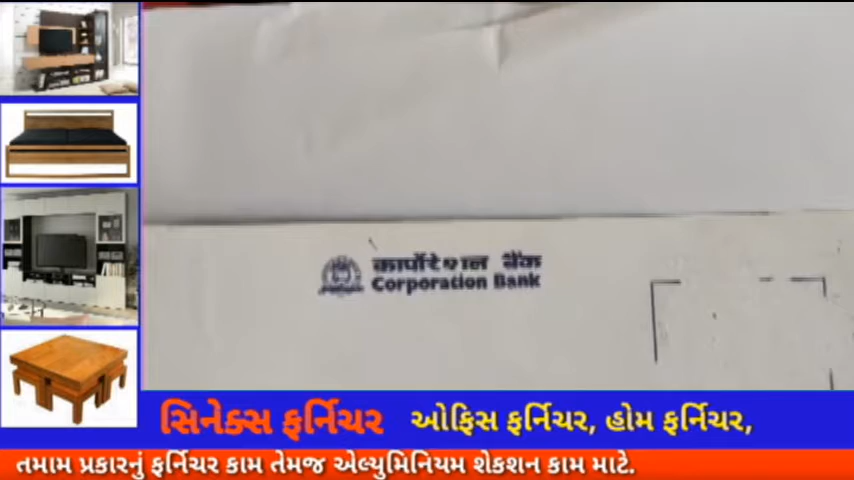 कार्पोरेशन बैंक
Corporation Bank
સિનેક્સ ફર્નિચર ઓફિસ ફર્નિચર, હોમ ફર્નિચર,
તમામ પ્રકારનું ફર્નિચર કામ તેમજ એલ્યુમિનિયમ શેકશન કામ માટે.